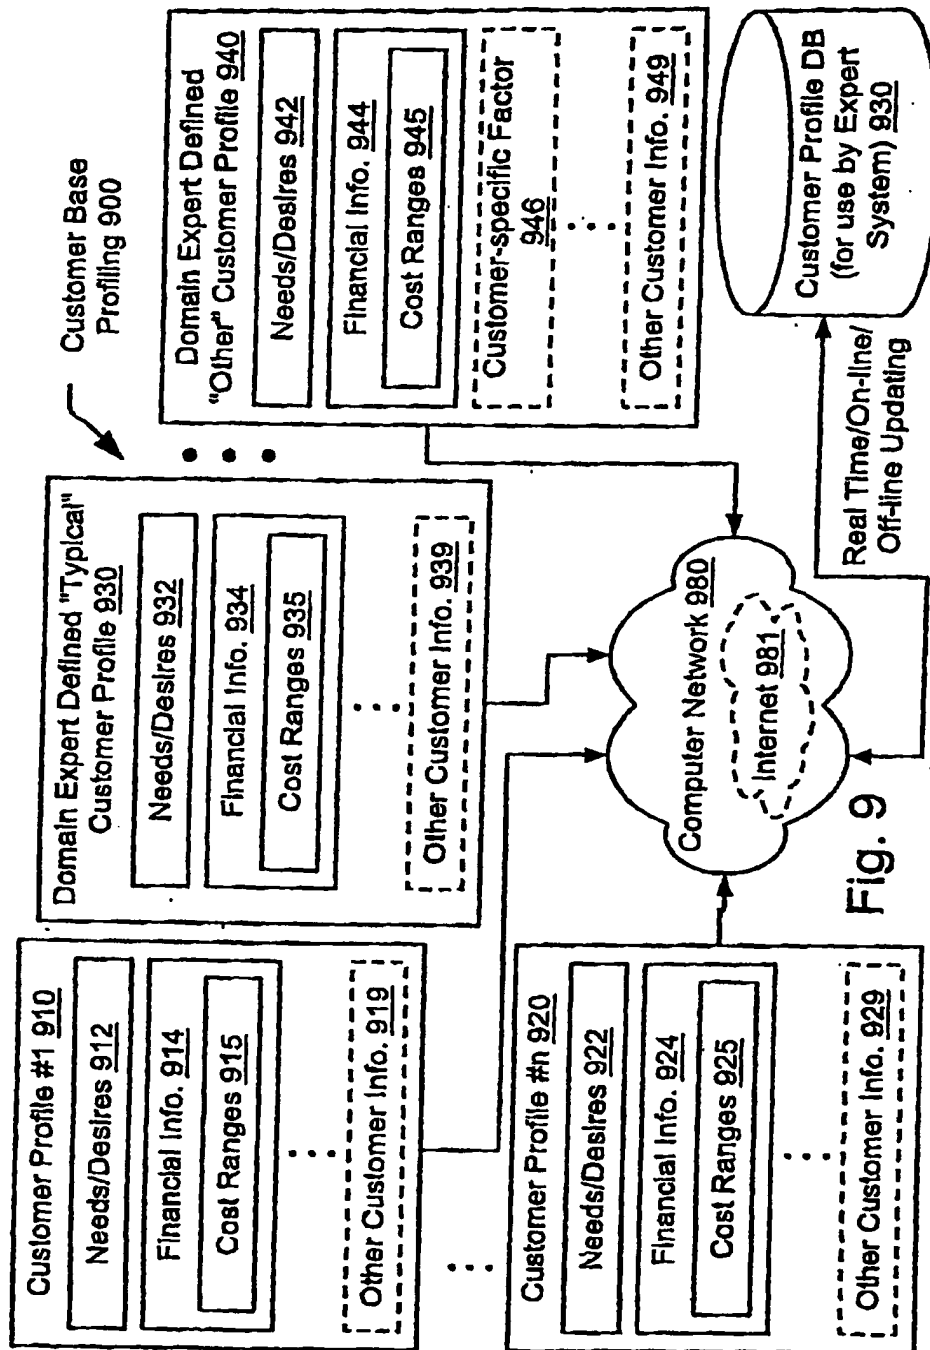 Customer Base
Profiling 900
Customer Profile #1 910
Needs/Desires 912
Financial Info. 914
Cost Ranges 915
Other Customer Info. 919
Domain Expert Defined "Typical"
Customer Profile 930
Needs/Desires 932
Financial Info. 934
Cost Ranges 935
Other Customer Info. 939
Domain Expert Defined
"Other" Customer Profile 940
Needs/Desires 942
Financial Info. 944
Cost Ranges 945
Customer-specific Factor
946
Other Customer Info. 949
Customer Profile #n 920
Needs/Desires 922
Financial Info. 924
Cost Ranges 925
Other Customer Info. 929
Computer Network 980
Internet 981
Real Time/On-line/
Off-line Updating
Customer Profile DB
(for use by Expert
System) 930
Fig. 9